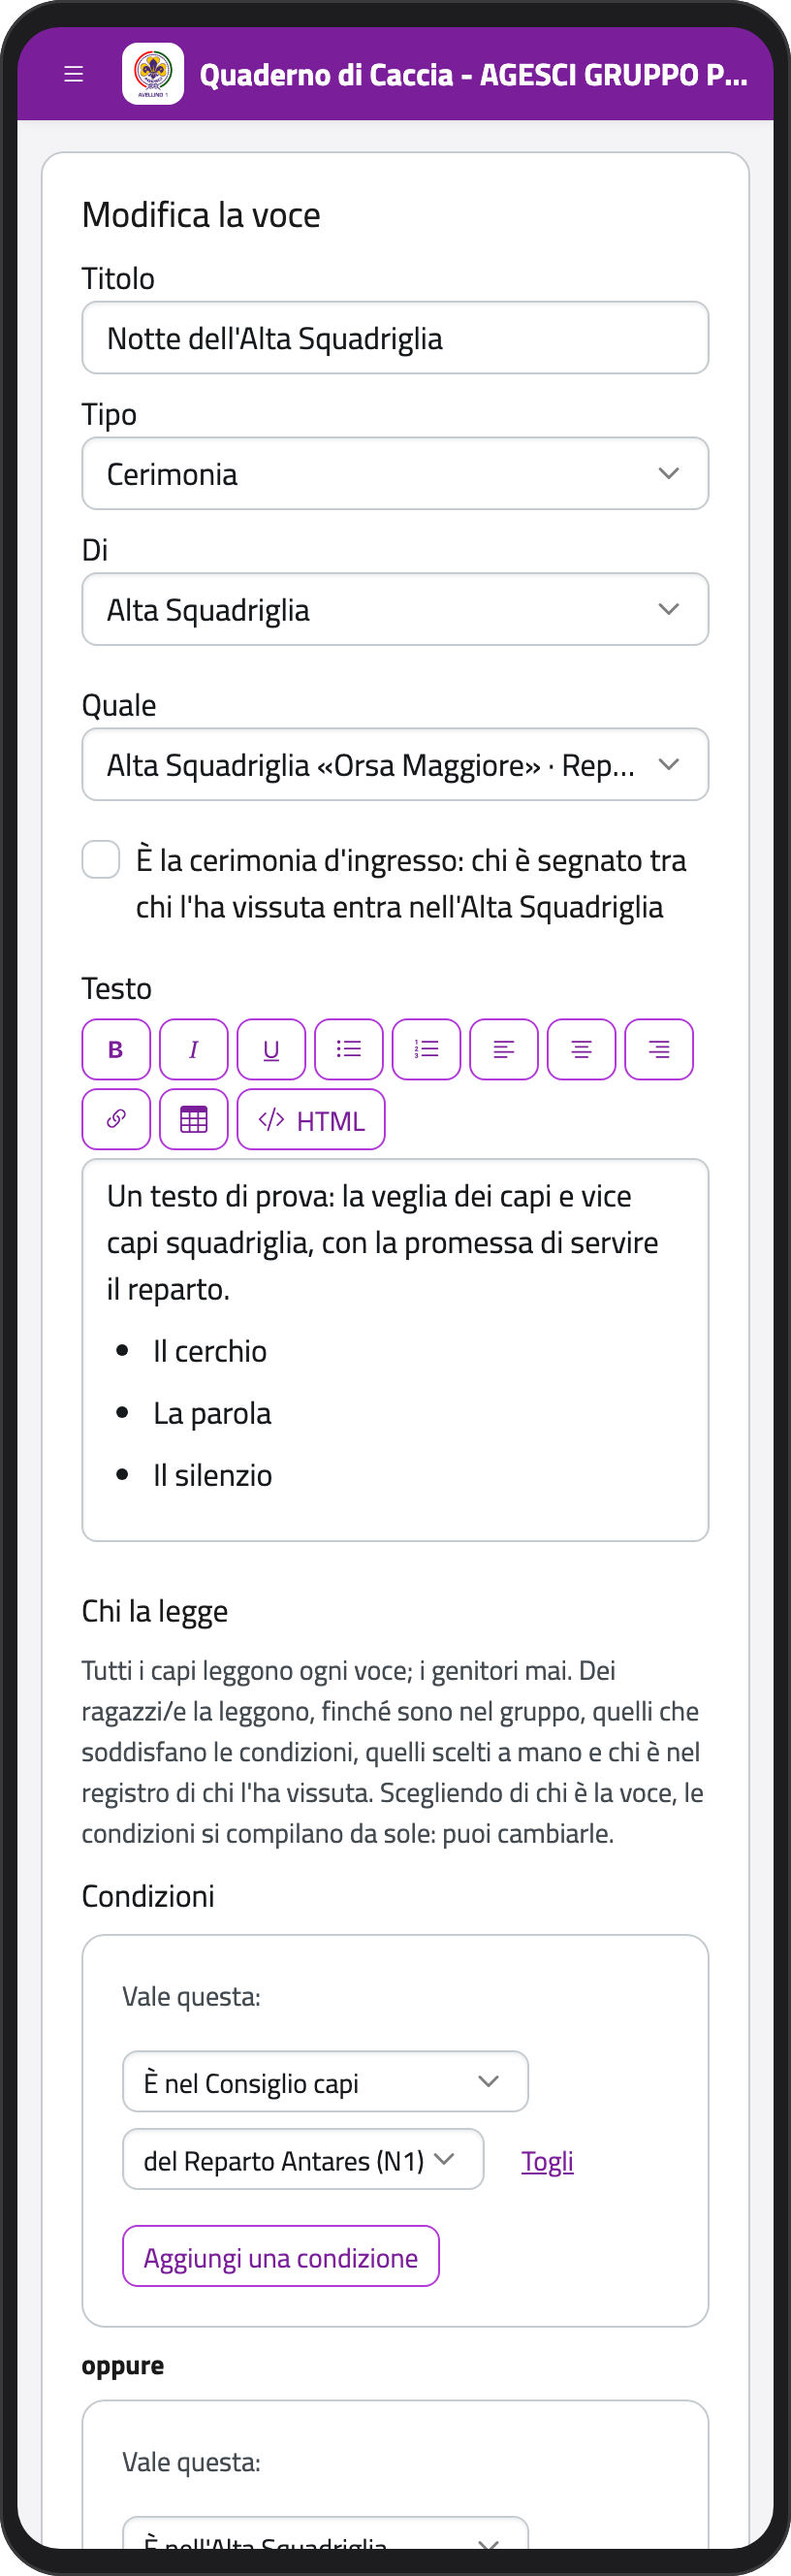 AVELLINO 1
Quaderno di Caccia - AGESCI GRUPPO P...
Modifica la voce
Titolo
Notte dell'Alta Squadriglia
Tipo
Cerimonia
Di
Alta Squadriglia
Quale
Alta Squadriglia «Orsa Maggiore» · Rep...
È la cerimonia d'ingresso: chi è segnato tra
chi l'ha vissuta entra nell'Alta Squadriglia
Testo
B I U
</> HTML
Un testo di prova: la veglia dei capi e vice
capi squadriglia, con la promessa di servire
il reparto.
• Il cerchio
• La parola
• Il silenzio
Chi la legge
Tutti i capi leggono ogni voce; i genitori mai. Dei
ragazzi/e la leggono, finché sono nel gruppo, quelli che
soddisfano le condizioni, quelli scelti a mano e chi è nel
registro di chi l'ha vissuta. Scegliendo di chi è la voce, le
condizioni si compilano da sole: puoi cambiarle.
Condizioni
Vale questa:
È nel Consiglio capi
del Reparto Antares (N1) Togli
Aggiungi una condizione
oppure
Vale questa:
È nell'Alta Squadriglia